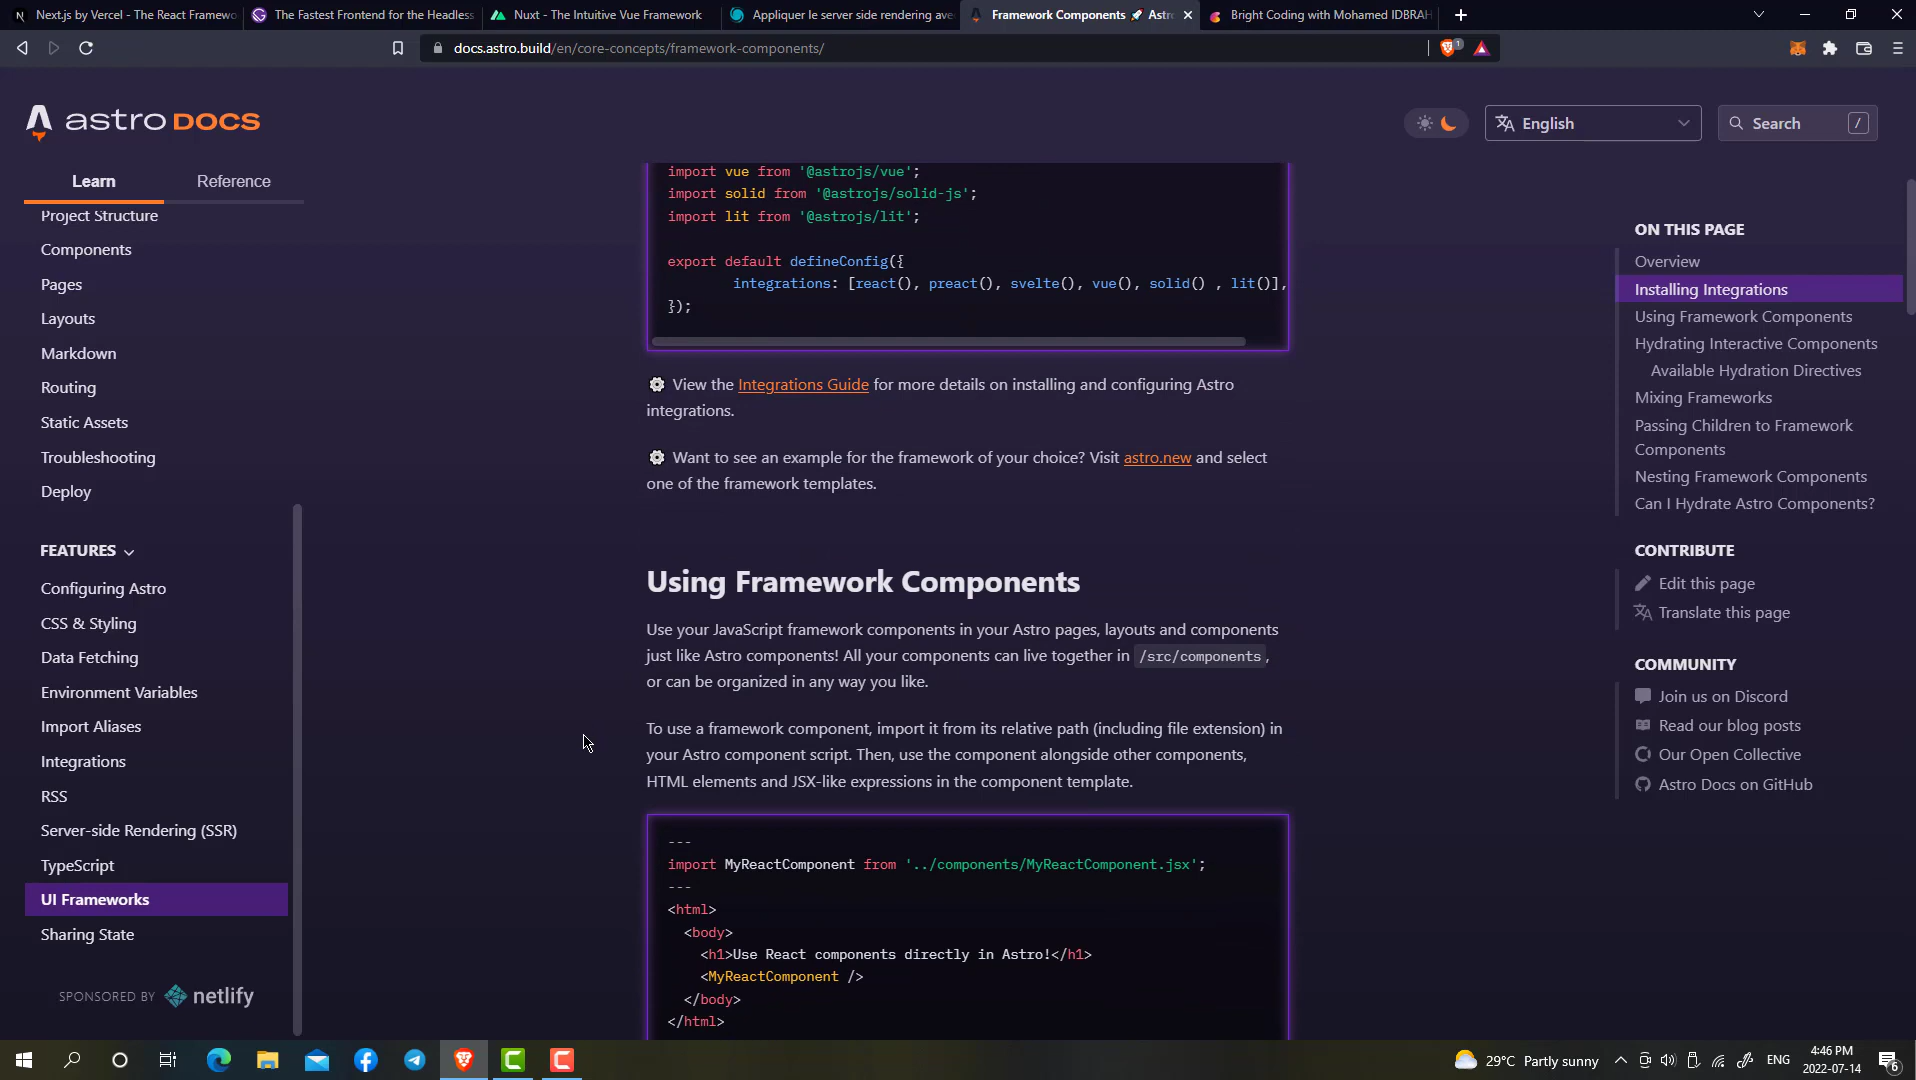 Next.js by Vercel - The React Framewo
The Fastest Frontend for the Headless
Nuxt - The Intuitive Vue Framework
Appliquer le server side rendering ave
Framework Components 🚀 Astr
Bright Coding with Mohamed IDBRAH
docs.astro.build/en/core-concepts/framework-components/
1
astro DOCS
English
Search
/
Learn
Reference
Project Structure
Components
Pages
Layouts
Markdown
Routing
Static Assets
Troubleshooting
Deploy
FEATURES
Configuring Astro
CSS & Styling
Data Fetching
Environment Variables
Import Aliases
Integrations
RSS
Server-side Rendering (SSR)
TypeScript
UI Frameworks
Sharing State
SPONSORED BY netlify
import vue from '@astrojs/vue';
import solid from '@astrojs/solid-js';
import lit from '@astrojs/lit';
export default defineConfig({
integrations: [react(), preact(), svelte(), vue(), solid() , lit()],
});
View the Integrations Guide for more details on installing and configuring Astro
integrations.
Want to see an example for the framework of your choice? Visit astro.new and select
one of the framework templates.
Using Framework Components
Use your JavaScript framework components in your Astro pages, layouts and components
just like Astro components! All your components can live together in /src/components,
or can be organized in any way you like.
To use a framework component, import it from its relative path (including file extension) in
your Astro component script. Then, use the component alongside other components,
HTML elements and JSX-like expressions in the component template.
---
import MyReactComponent from '../components/MyReactComponent.jsx';
---
<html>
<body>
<h1>Use React components directly in Astro!</h1>
<MyReactComponent />
</body>
</html>
ON THIS PAGE
Overview
Installing Integrations
Using Framework Components
Hydrating Interactive Components
Available Hydration Directives
Mixing Frameworks
Passing Children to Framework
Components
Nesting Framework Components
Can I Hydrate Astro Components?
CONTRIBUTE
Edit this page
Translate this page
COMMUNITY
Join us on Discord
Read our blog posts
Our Open Collective
Astro Docs on GitHub
29°C Partly sunny
ENG
4:46 PM
2022-07-14
6